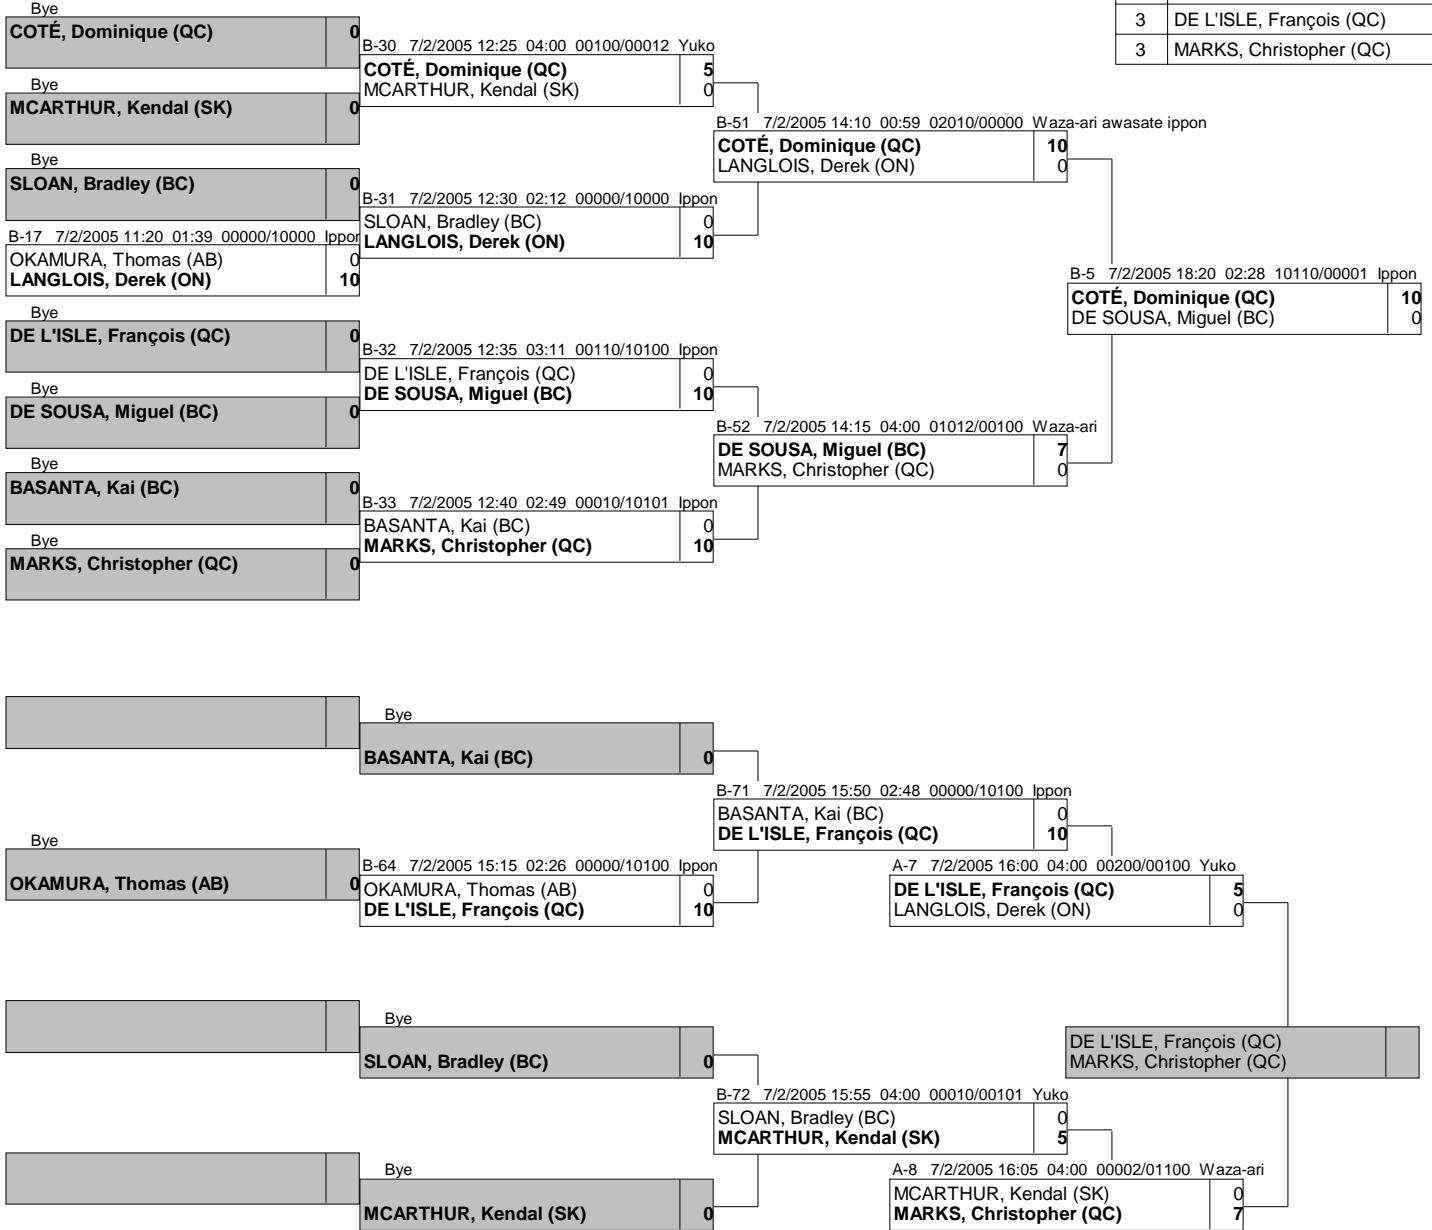 Bye
COTÉ, Dominique (QC) 0
Bye
MCARTHUR, Kendal (SK) 0
Bye
SLOAN, Bradley (BC) 0
B-17 7/2/2005 11:20 01:39 00000/10000 Ippon
OKAMURA, Thomas (AB) 0
LANGLOIS, Derek (ON) 10
Bye
DE L'ISLE, François (QC) 0
Bye
DE SOUSA, Miguel (BC) 0
Bye
BASANTA, Kai (BC) 0
Bye
MARKS, Christopher (QC) 0
B-30 7/2/2005 12:25 04:00 00100/00012 Yuko
COTÉ, Dominique (QC) 5
MCARTHUR, Kendal (SK) 0
B-31 7/2/2005 12:30 02:12 00000/10000 Ippon
SLOAN, Bradley (BC) 0
LANGLOIS, Derek (ON) 10
B-32 7/2/2005 12:35 03:11 00110/10100 Ippon
DE L'ISLE, François (QC) 0
DE SOUSA, Miguel (BC) 10
B-33 7/2/2005 12:40 02:49 00010/10101 Ippon
BASANTA, Kai (BC) 0
MARKS, Christopher (QC) 10
B-51 7/2/2005 14:10 00:59 02010/00000 Waza-ari awasate ippon
COTÉ, Dominique (QC) 10
LANGLOIS, Derek (ON) 0
B-52 7/2/2005 14:15 04:00 01012/00100 Waza-ari
DE SOUSA, Miguel (BC) 7
MARKS, Christopher (QC) 0
3 DE L'ISLE, François (QC)
3 MARKS, Christopher (QC)
B-5 7/2/2005 18:20 02:28 10110/00001 Ippon
COTÉ, Dominique (QC) 10
DE SOUSA, Miguel (BC) 0
Bye
OKAMURA, Thomas (AB) 0
Bye
BASANTA, Kai (BC) 0
B-64 7/2/2005 15:15 02:26 00000/10100 Ippon
OKAMURA, Thomas (AB) 0
DE L'ISLE, François (QC) 10
Bye
SLOAN, Bradley (BC) 0
Bye
MCARTHUR, Kendal (SK) 0
B-71 7/2/2005 15:50 02:48 00000/10100 Ippon
BASANTA, Kai (BC) 0
DE L'ISLE, François (QC) 10
B-72 7/2/2005 15:55 04:00 00010/00101 Yuko
SLOAN, Bradley (BC) 0
MCARTHUR, Kendal (SK) 5
A-7 7/2/2005 16:00 04:00 00200/00100 Yuko
DE L'ISLE, François (QC) 5
LANGLOIS, Derek (ON) 0
A-8 7/2/2005 16:05 04:00 00002/01100 Waza-ari
MCARTHUR, Kendal (SK) 0
MARKS, Christopher (QC) 7
DE L'ISLE, François (QC)
MARKS, Christopher (QC)